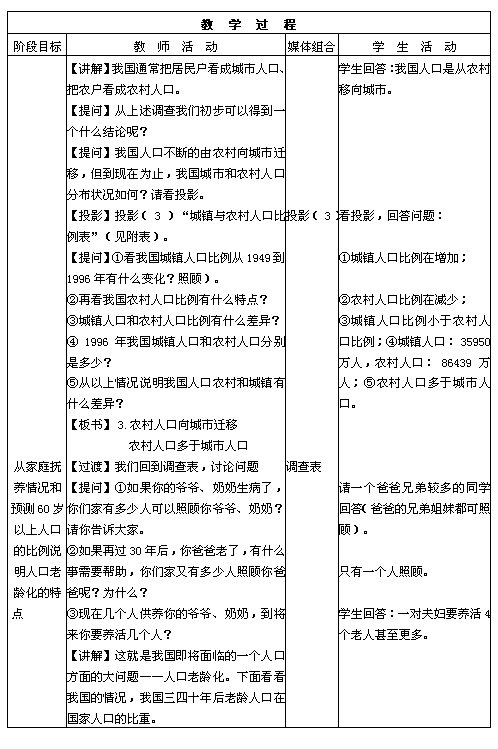 教 学 过 程
阶段目标
教 师 活 动
媒体组合
学 生 活 动
【讲解】我国通常把居民户看成城市人口、
把农户看成农村人口。
【提问】从上述调查我们初步可以得到一
个什么结论呢？
【提问】我国人口不断的由农村向城市迁
移，但到现在为止，我国城市和农村人口
分布状况如何？请看投影。
【投影】投影（ 3 ）“城镇与农村人口比
例表”（见附表）。
【提问】①看我国城镇人口比例从1949到
1996年有什么变化？照顾）。
②再看我国农村人口比例有什么特点？
③城镇人口和农村人口比例有什么差异？
④ 1996 年我国城镇人口和农村人口分别
是多少？
⑤从以上情况说明我国人口农村和城镇有
什么差异？
【板书】 3.农村人口向城市迁移
农村人口多于城市人口
投影（ 3 ）
学生回答：我国人口是从农村
移向城市。
看投影，回答问题：
①城镇人口比例在增加；
②农村人口比例在减少；
③城镇人口比例小于农村人
口比例；④城镇人口： 35950
万人，农村人口： 86439 万
人；⑤农村人口多于城市人
口。
从家庭抚
养情况和
预测60岁
以上人口
的比例说
明人口老
龄化的特
点
【过渡】我们回到调查表，讨论问题
【提问】①如果你的爷爷、奶奶生病了，
你们家有多少人可以照顾你爷爷、奶奶？
请你告诉大家。
②如果再过30年后，你爸爸老了，有什么
事需要帮助，你们家又有多少人照顾你爸
爸呢？为什么？
③现在几个人供养你的爷爷、奶奶，到将
来你要养活几个人？
【讲解】这就是我国即将面临的一个人口
方面的大问题——人口老龄化。下面看看
我国的情况，我国三四十年后老龄人口在
国家人口的比重。
调查表
请一个爸爸兄弟较多的同学
回答（爸爸的兄弟姐妹都可照
顾）。
只有一个人照顾。
学生回答：一对夫妇要养活4
个老人甚至更多。